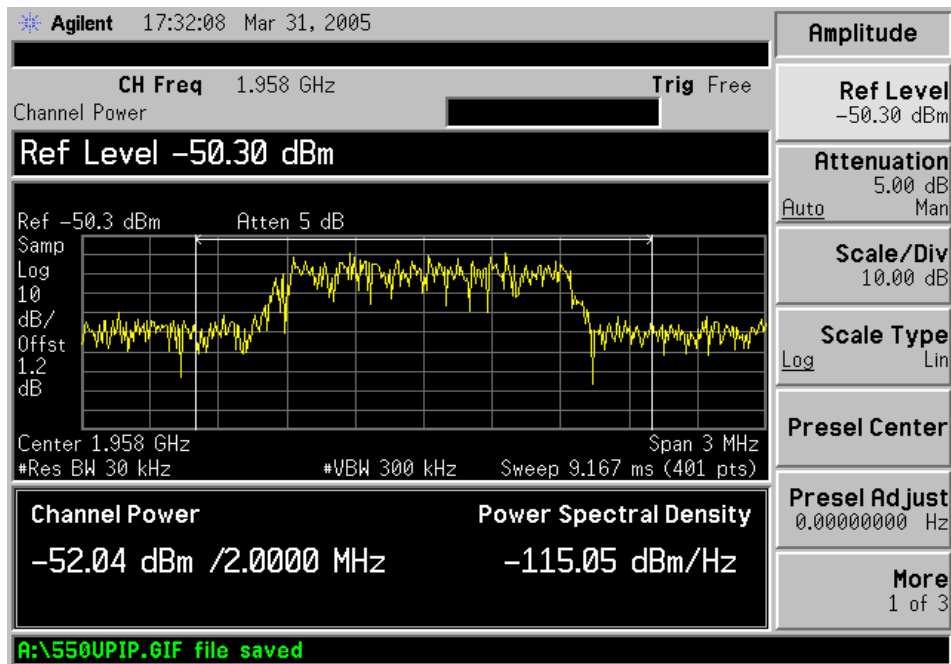 Agilent 17:32:08 Mar 31, 2005
CH Freq 1.958 GHz Trig Free
Channel Power
Ref Level -50.30 dBm
Ref -50.3 dBm Atten 5 dB
Samp
Log
10
dB/
Offst
1.2
dB
Center 1.958 GHz Span 3 MHz
#Res BW 30 kHz #VBW 300 kHz Sweep 9.167 ms (401 pts)
Channel Power Power Spectral Density
-52.04 dBm /2.0000 MHz -115.05 dBm/Hz
A:\550UPIP.GIF file saved
Amplitude
Ref Level
-50.30 dBm
Attenuation
5.00 dB
Auto Man
Scale/Div
10.00 dB
Scale Type
Log Lin
Presel Center
Presel Adjust
0.00000000 Hz
More
1 of 3